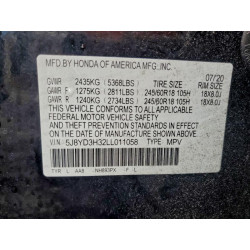 MFD BY HONDA OF AMERICA MFG.,INC. 07/20
GVWR 2435KG (5368LBS) TIRE SIZE RIM SIZE
GAWR F 1275KG (2811LBS) 245/60R18 105H 18X8.0J
GAWR R 1240KG (2734LBS) 245/60R18 105H 18X8.0J
THIS VEHICLE CONFORMS TO ALL APPLICABLE
FEDERAL MOTOR VEHICLE SAFETY AND
THEFT PREVENTION STANDARDS IN EFFECT ON
THE DATE OF MANUFACTURE SHOWN ABOVE.
V.I.N.: 5J8YD3H32LL011058 TYPE: MPV
L AA8 F L